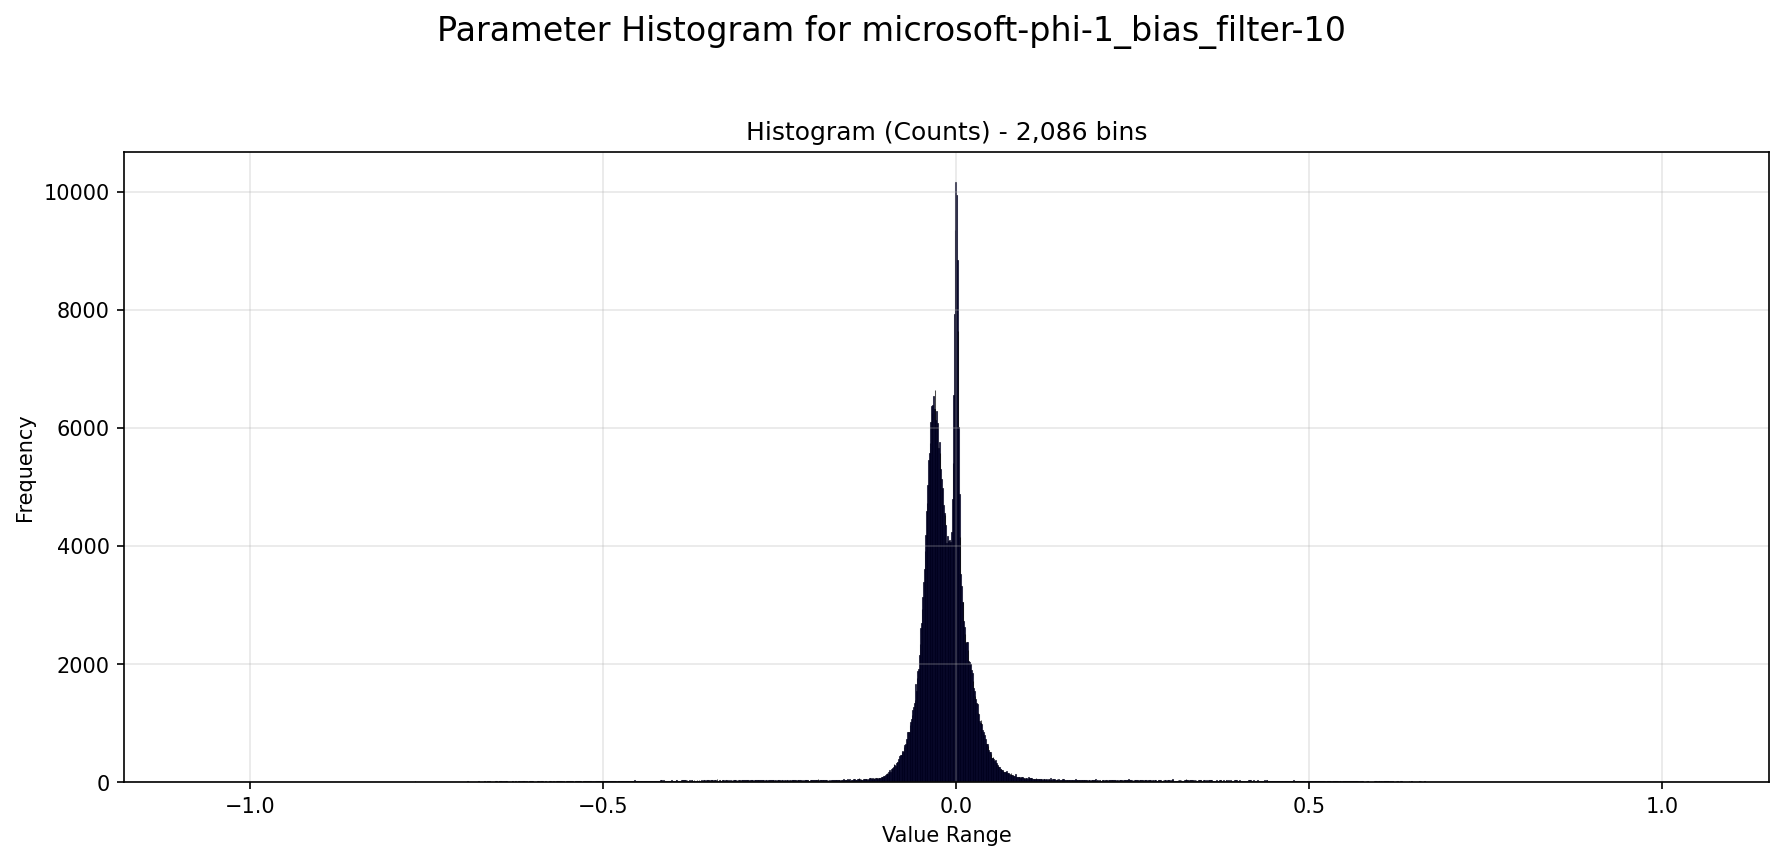 Parameter Histogram for microsoft-phi-1_bias_filter-10
Histogram (Counts) - 2,086 bins
10000
8000
6000
4000
2000
0
Frequency
−1.0
−0.5
0.0
0.5
1.0
Value Range